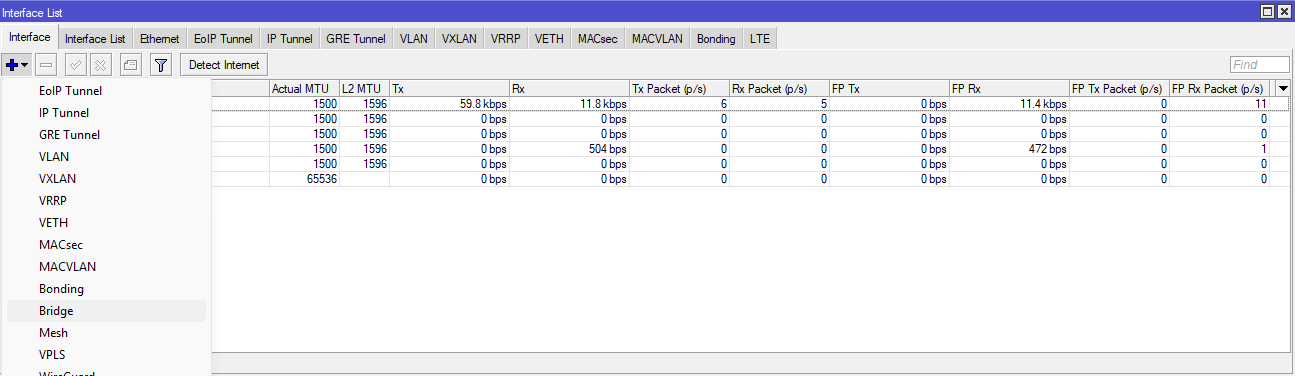 Interface List
Interface Interface List Ethernet EoIP Tunnel IP Tunnel GRE Tunnel VLAN VXLAN VRRP VETH MACsec MACVLAN Bonding LTE
Detect Internet Find
Actual MTU L2 MTU Tx Rx Tx Packet (p/s) Rx Packet (p/s) FP Tx FP Rx FP Tx Packet (p/s) FP Rx Packet (p/s)
1500 1596 59.8 kbps 11.8 kbps 6 5 0 bps 11.4 kbps 0 11
1500 1596 0 bps 0 bps 0 0 0 bps 0 bps 0 0
1500 1596 0 bps 0 bps 0 0 0 bps 0 bps 0 0
1500 1596 0 bps 504 bps 0 0 0 bps 472 bps 0 1
1500 1596 0 bps 0 bps 0 0 0 bps 0 bps 0 0
65536 0 bps 0 bps 0 0 0 bps 0 bps 0 0
EoIP Tunnel
IP Tunnel
GRE Tunnel
VLAN
VXLAN
VRRP
VETH
MACsec
MACVLAN
Bonding
Bridge
Mesh
VPLS
WireGuard